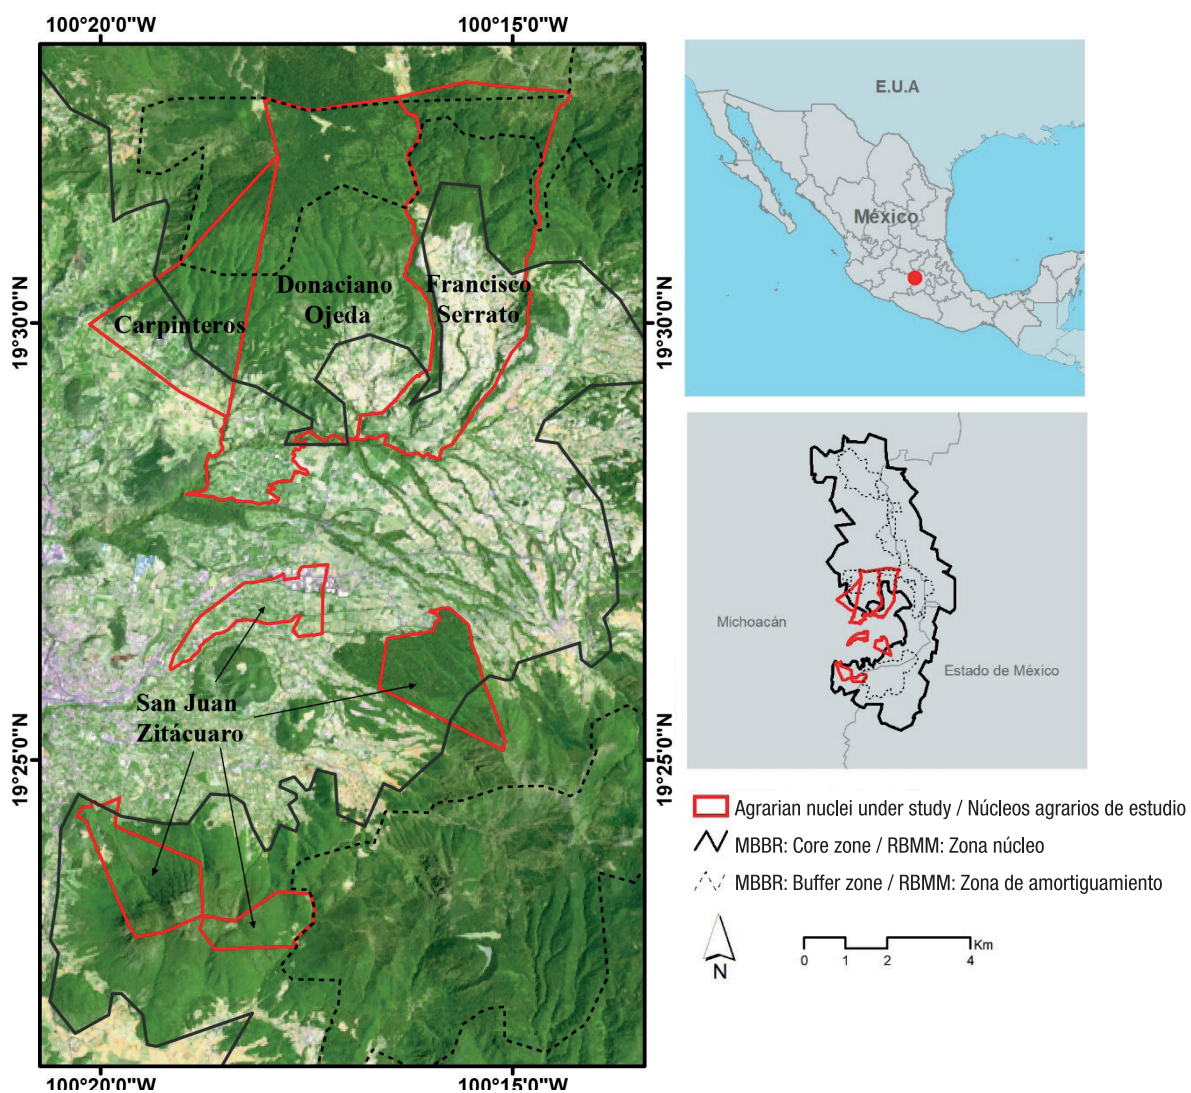 100°20'0"W
100°15'0"W
19°30'0"N
19°30'0"N
Donaciano
Ojeda
Francisco
Serrato
Carpinteros
San Juan
Zitácuaro
19°25'0"N
19°25'0"N
100°20'0"W
100°15'0"W
E.U.A
México
Michoacán
Estado de México
Agrarian nuclei under study / Núcleos agrarios de estudio
MBBR: Core zone / RBMM: Zona núcleo
MBBR: Buffer zone / RBMM: Zona de amortiguamiento
N
Km
0 1 2 4